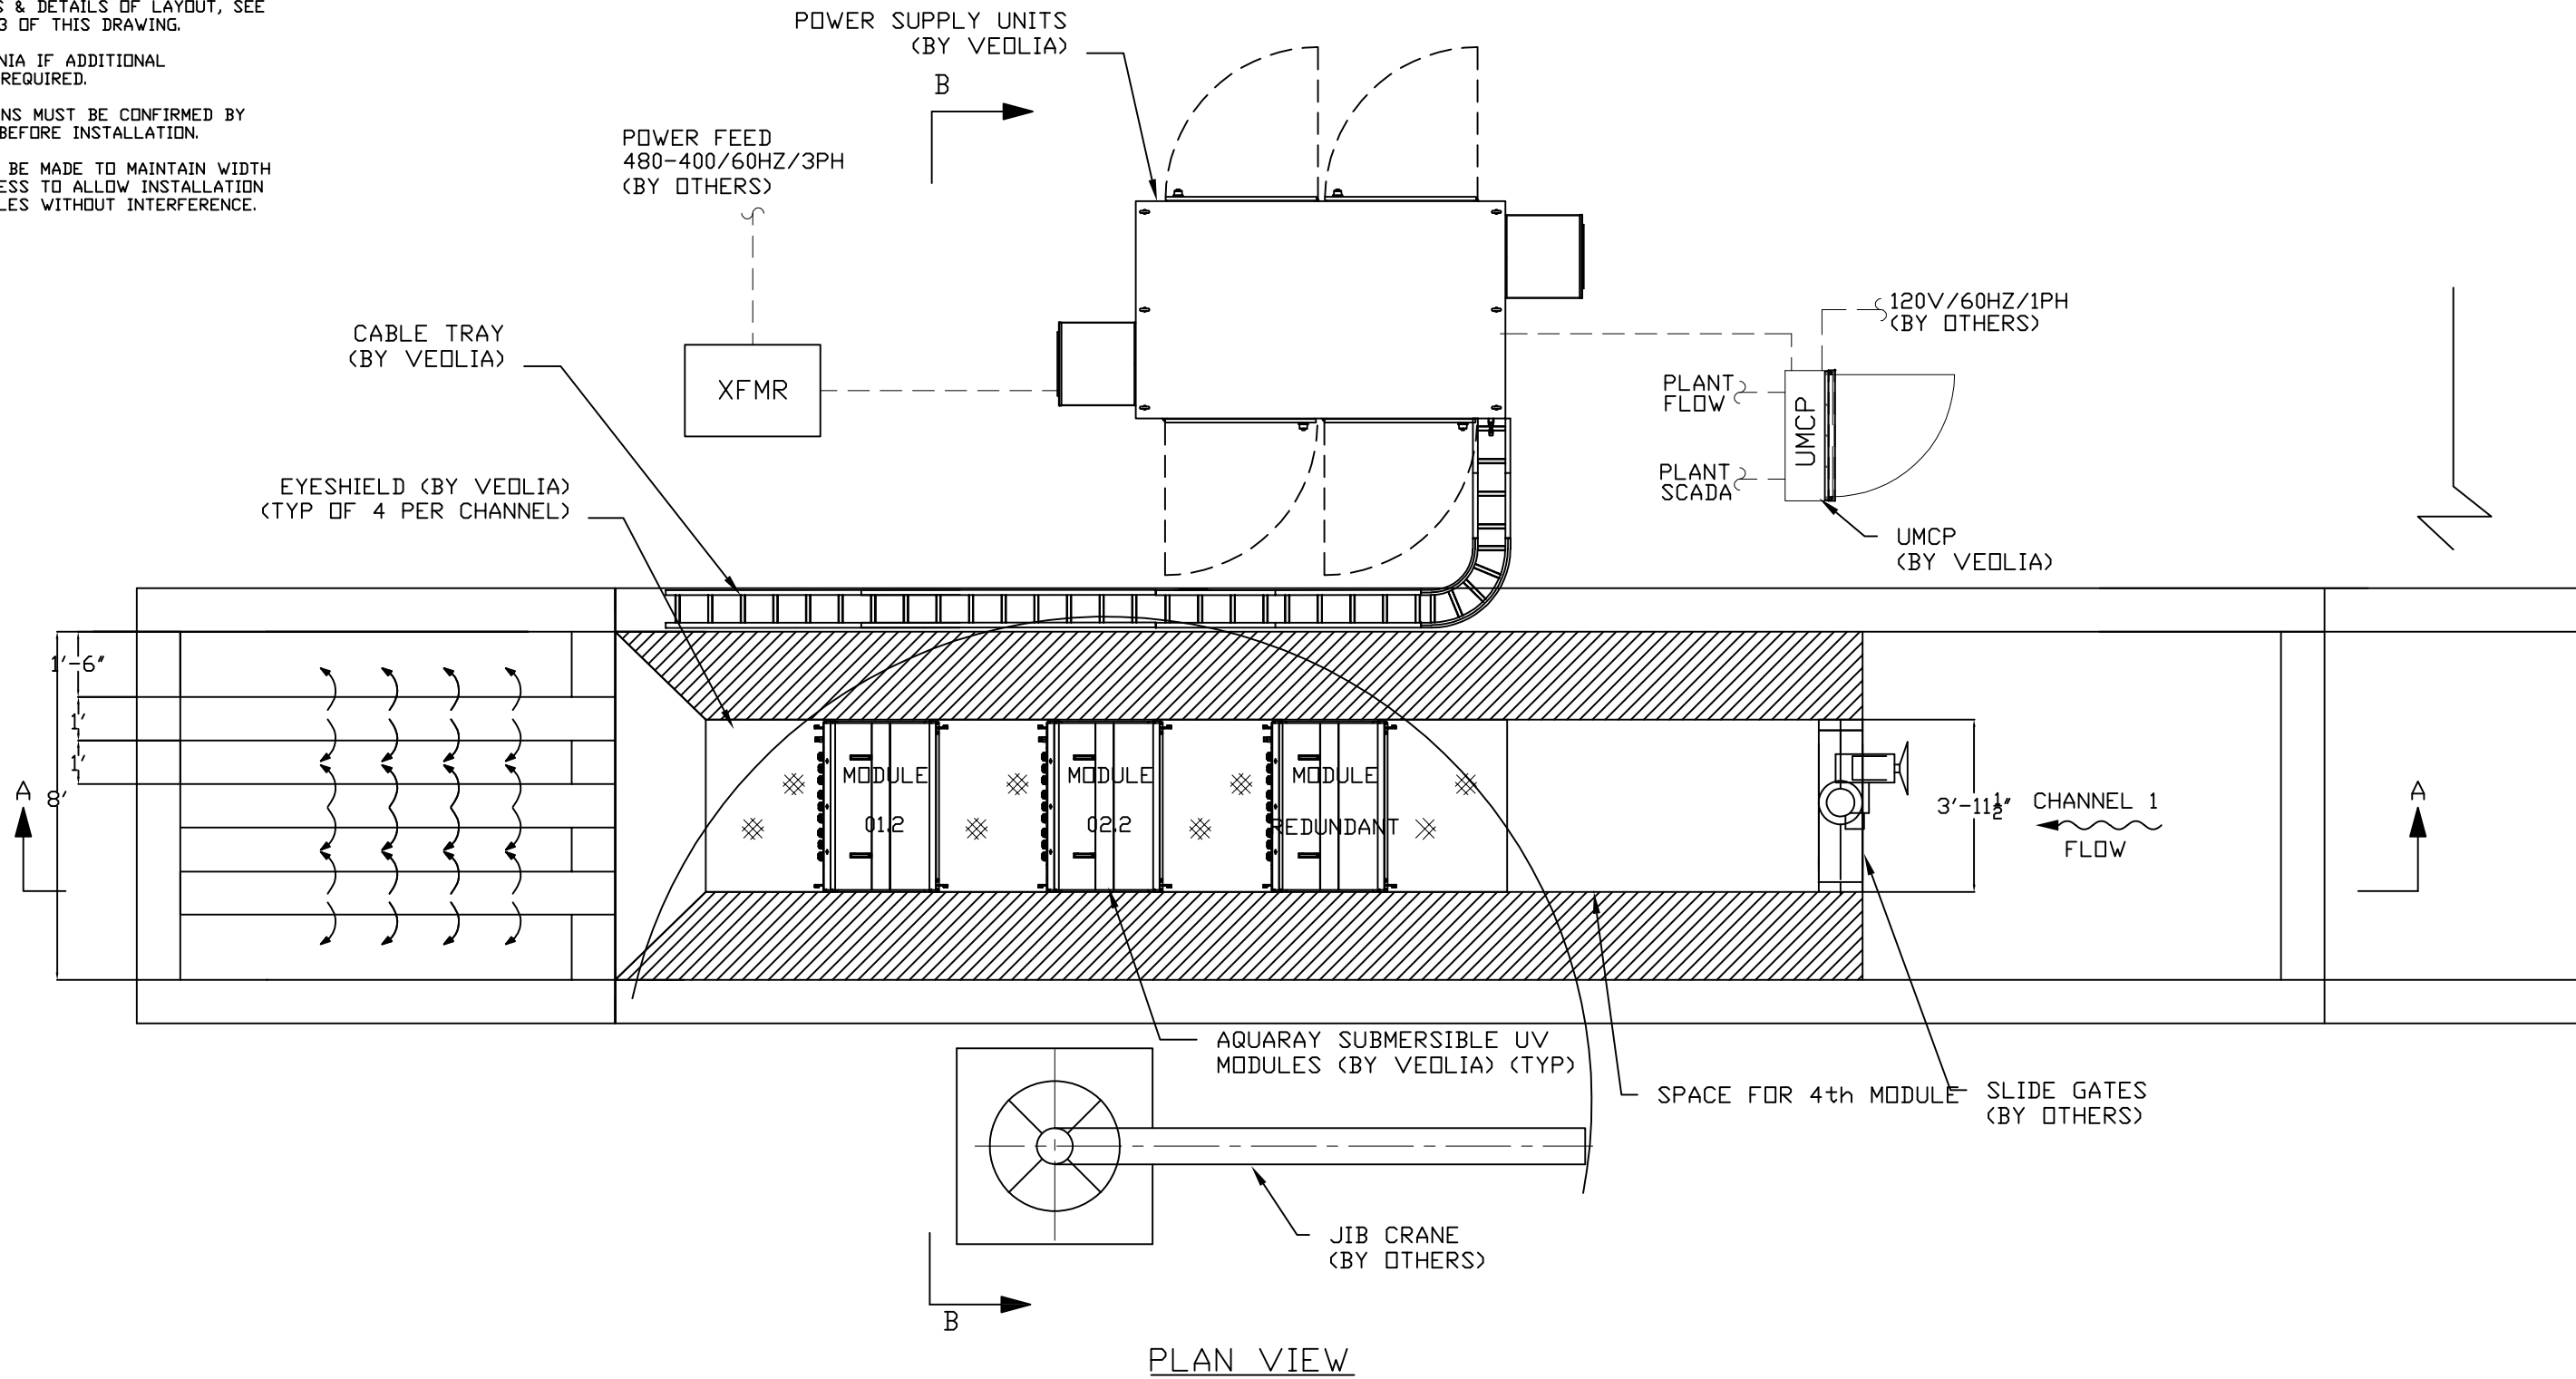 & DETAILS OF LAYOUT, SEE
3 OF THIS DRAWING.
IF ADDITIONAL
REQUIRED.
MUST BE CONFIRMED BY
BEFORE INSTALLATION.
BE MADE TO MAINTAIN WIDTH
TO ALLOW INSTALLATION
WITHOUT INTERFERENCE.
POWER SUPPLY UNITS
(BY VEOLIA)
B
POWER FEED
480-400/60HZ/3PH
(BY OTHERS)
CABLE TRAY
(BY VEOLIA)
XFMR
120V/60HZ/1PH
(BY OTHERS)
PLANT
FLOW
UMCP
PLANT
SCADA
UMCP
(BY VEOLIA)
EYESHIELD (BY VEOLIA)
(TYP OF 4 PER CHANNEL)
1'-6"
1'
1'
8'
A
MODULE
01.2
MODULE
02.2
MODULE
REDUNDANT
3'-11 1/2"
CHANNEL 1
FLOW
A
AQUARAY SUBMERSIBLE UV
MODULES (BY VEOLIA) (TYP)
SPACE FOR 4th MODULE
SLIDE GATES
(BY OTHERS)
JIB CRANE
(BY OTHERS)
B
PLAN VIEW